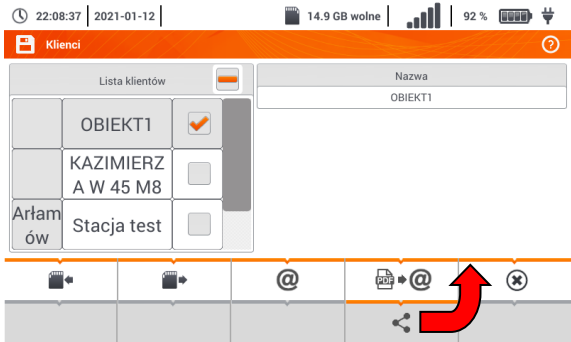 22:08:37 2021-01-12 14.9 GB wolne 92 %
Klienci
?
Lista klientów
Nazwa
OBIEKT1
OBIEKT1
KAZIMIERZ
A W 45 M8
Arłam
ów
Stacja test
@
PDF @